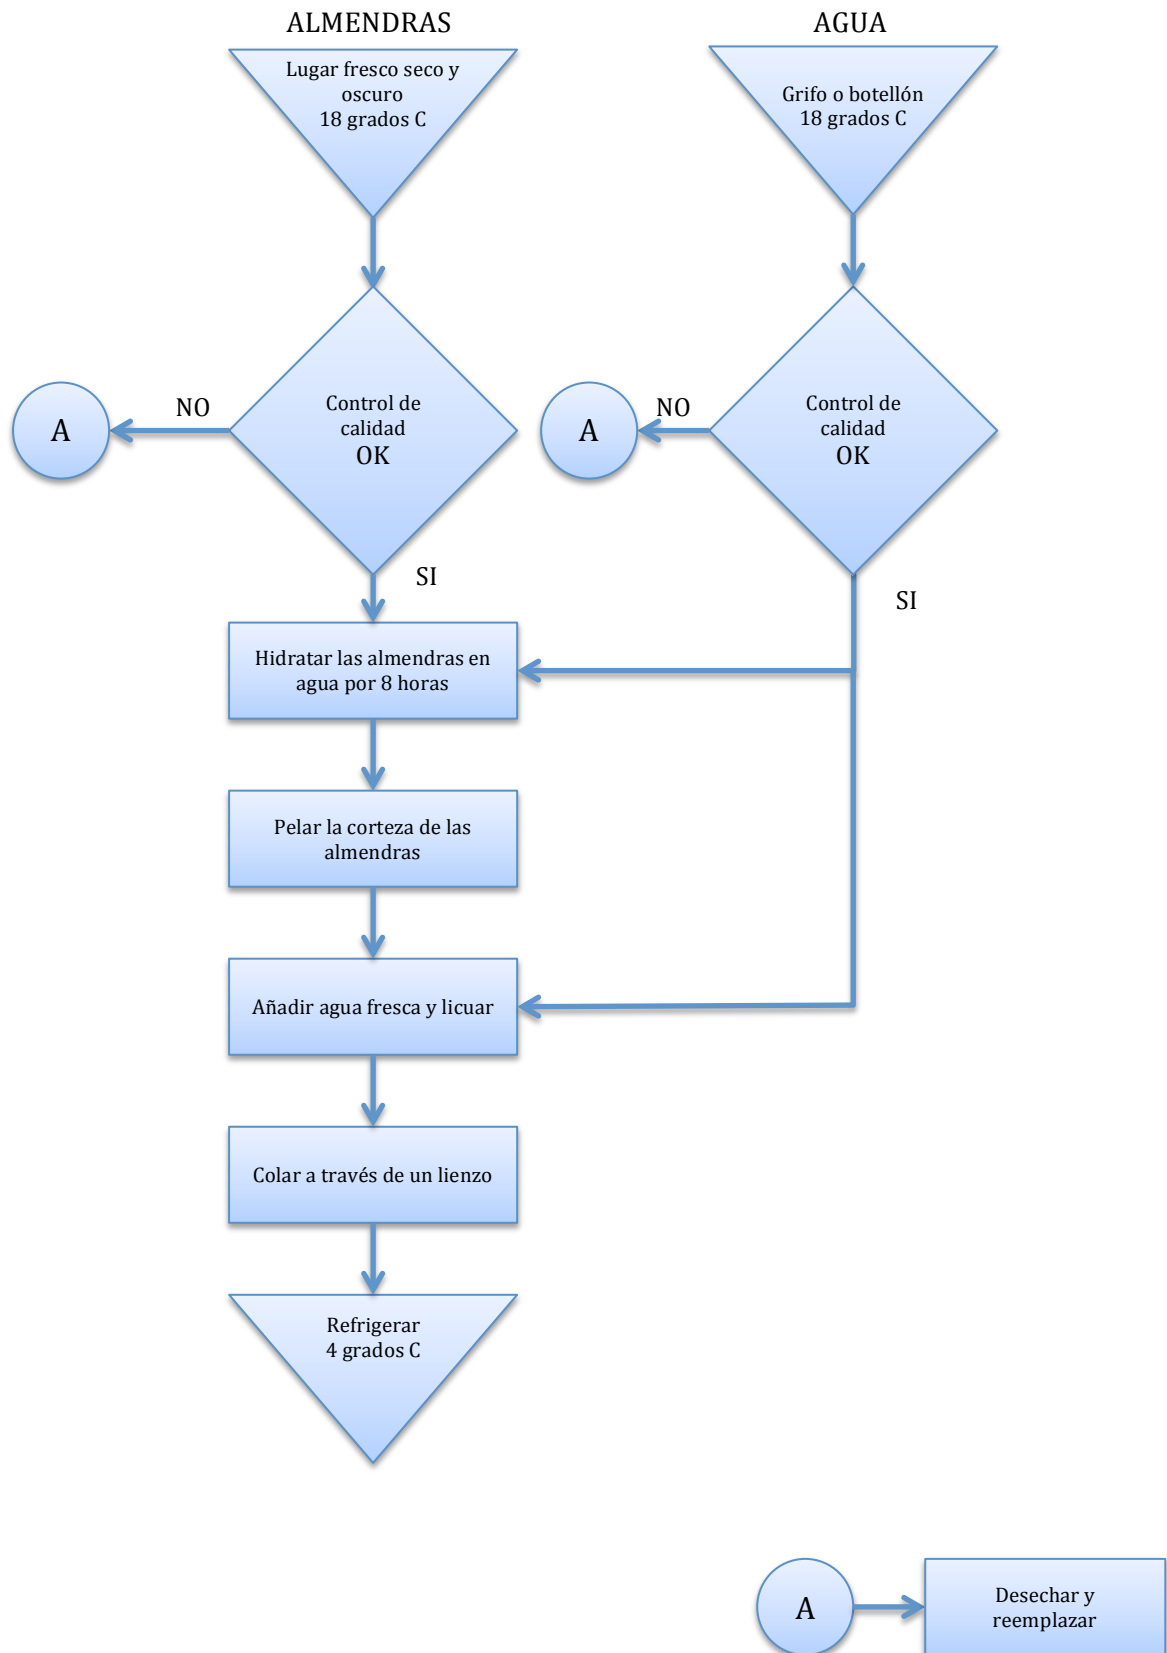 ALMENDRAS
AGUA
Lugar fresco seco y
oscuro
18 grados C
Grifo o botellón
18 grados C
A
NO
Control de
calidad
OK
A
NO
Control de
calidad
OK
SI
SI
Hidratar las almendras en
agua por 8 horas
Pelar la corteza de las
almendras
Añadir agua fresca y licuar
Colar a través de un lienzo
Refrigerar
4 grados C
A
Desechar y
reemplazar